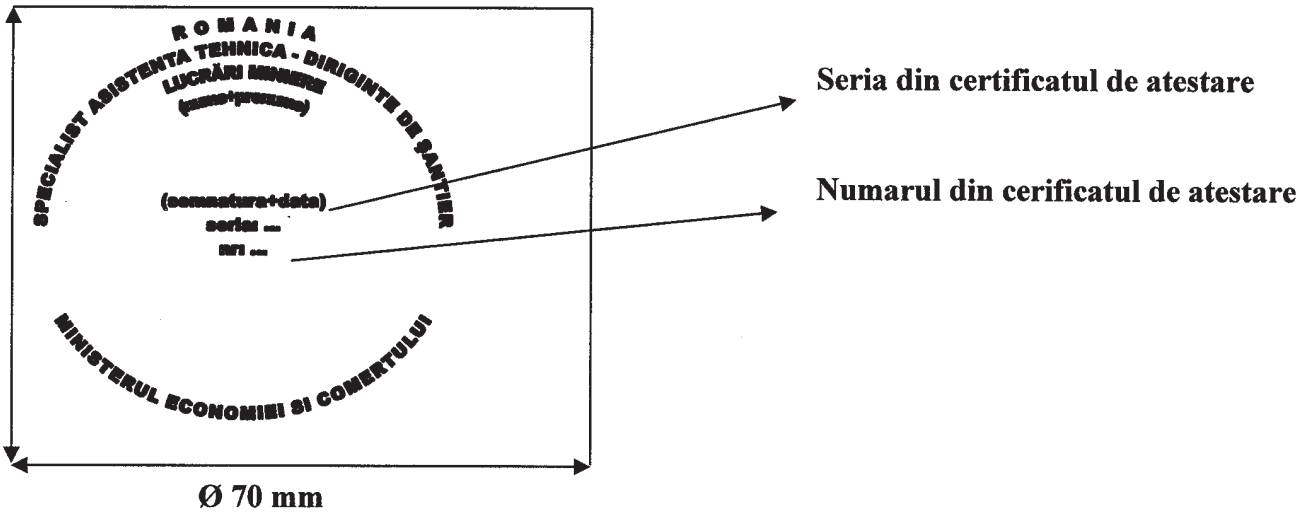 ROMANIA
SPECIALIST ASISTENTA TEHNICA - DIRIGINTE DE ŞANTIER
LUCRĂRI MINIERE
(nume+prenume)
(semnatura+data)
seria: ...
nr: ...
MINISTERUL ECONOMIEI SI COMERTULUI
Seria din certificatul de atestare
Numarul din cerificatul de atestare
Ø 70 mm